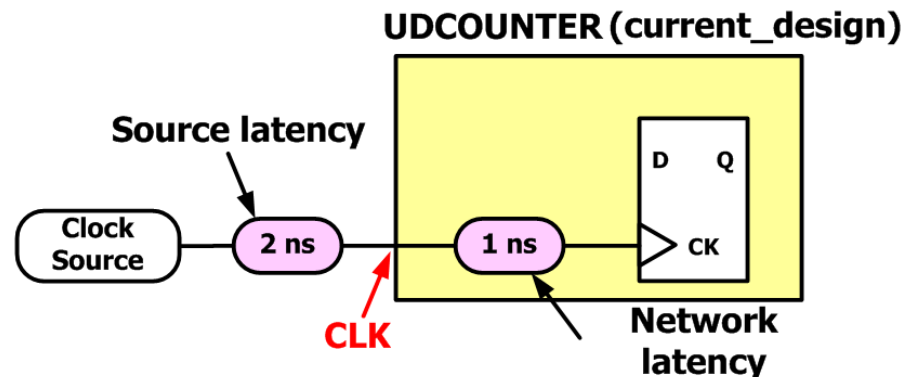 UDCOUNTER (current_design)
Source latency
D Q
Clock
Source
2 ns
1 ns
CK
CLK
Network
latency